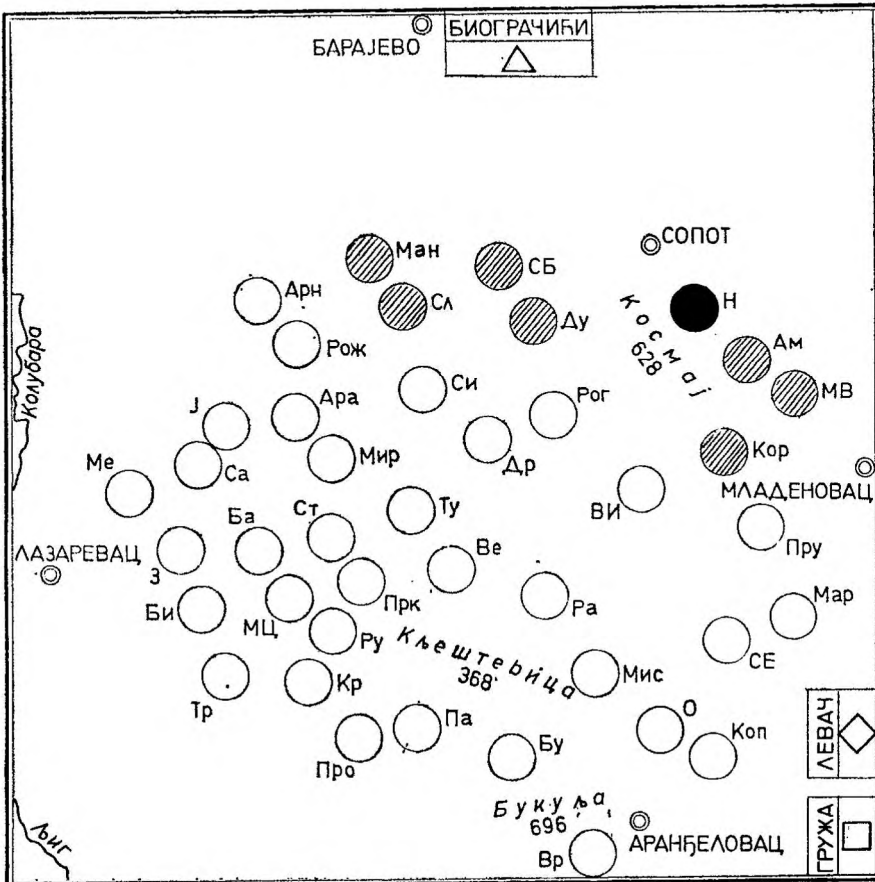 БИОГРАЧИЋИ
БАРАЈЕВО
СОПОТ
Ман
СБ
Арн
Сл
Ду
Н
Рож
Космај
628
Ам
Колубара
Си
МВ
Ј
Ара
Рог
Ме
Са
Мир
Др
Кор
МЛАДЕНОВАЦ
Ба
Ст
Ту
ВИ
ЛАЗАРЕВАЦ
З
Ве
Пру
Би
МЦ
Прк
Ра
Мар
Ру
Кљештевица
368
СЕ
Тр
Кр
Мис
О
Про
Па
Бу
Коп
ЛЕВАЧ
Букуља
696
АРАНЂЕЛОВАЦ
ГРУЖА
Љиг
Вр